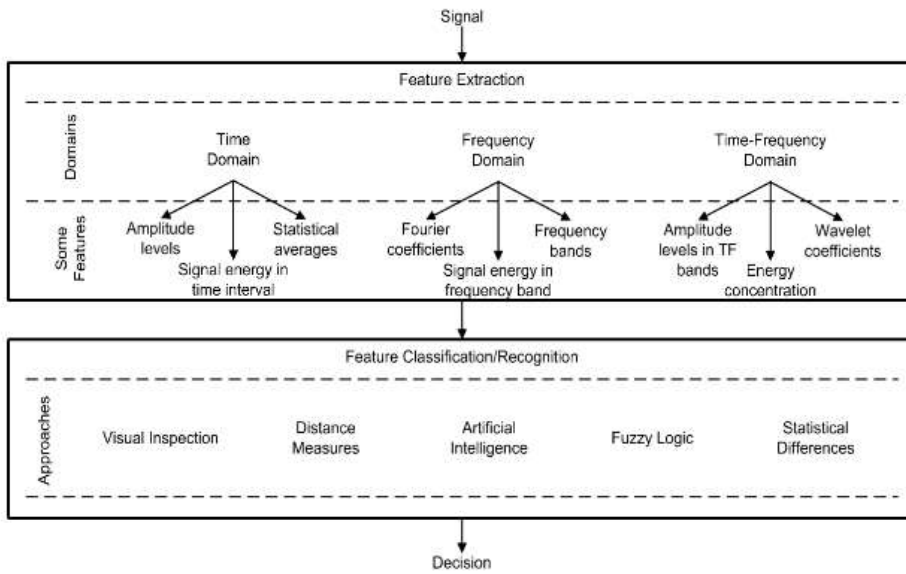 Signal
Feature Extraction
Domains
Time
Domain
Frequency
Domain
Time-Frequency
Domain
Some
Features
Amplitude
levels
Signal energy in
time interval
Statistical
averages
Fourier
coefficients
Signal energy in
frequency band
Frequency
bands
Amplitude
levels in TF
bands
Energy
concentration
Wavelet
coefficients
Feature Classification/Recognition
Approaches
Visual Inspection
Distance
Measures
Artificial
Intelligence
Fuzzy Logic
Statistical
Differences
Decision